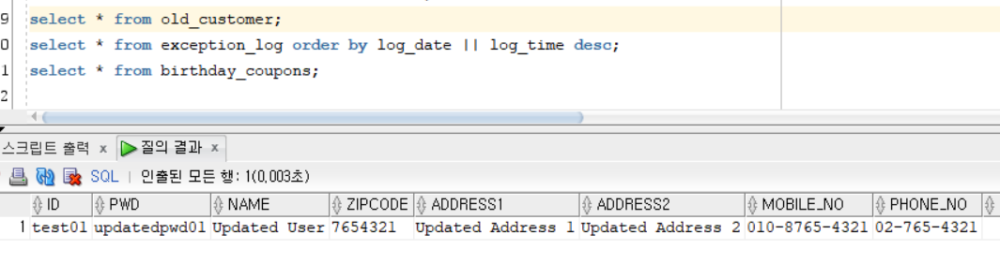 9 select * from old_customer;
0 select * from exception_log order by log_date || log_time desc;
1 select * from birthday_coupons;
2
스크립트 출력 x 질의 결과 x
SQL | 인출된 모든 행: 1(0,003초)
ID PWD NAME ZIPCODE ADDRESS1 ADDRESS2 MOBILE_NO PHONE_NO
1 test01 updatedpwd01 Updated User 7654321 Updated Address 1 Updated Address 2 010-8765-4321 02-765-4321